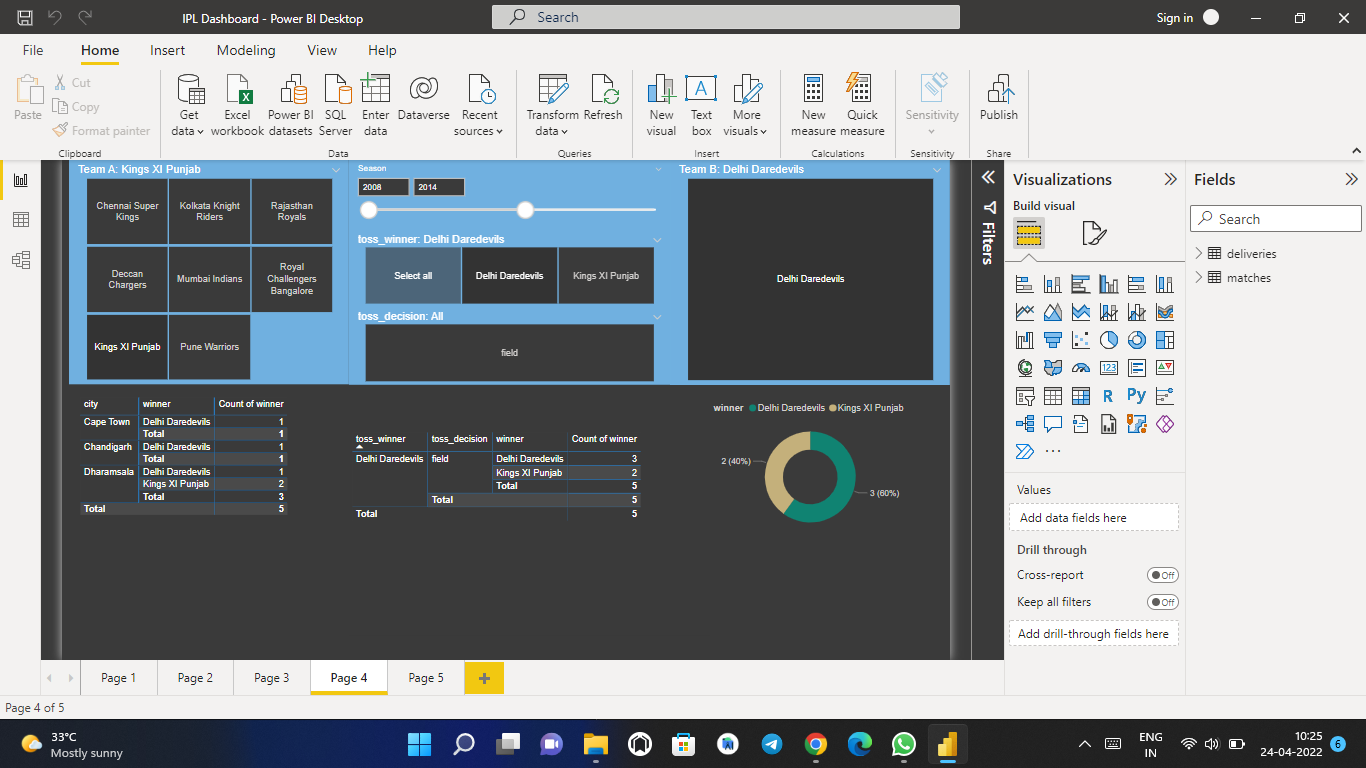 IPL Dashboard - Power BI Desktop
Search
Sign in
File Home Insert Modeling View Help
Paste
Cut
Copy
Format painter
Clipboard
Get data
Excel workbook
Power BI datasets
SQL Server
Enter data
Dataverse
Recent sources
Data
Transform data
Refresh
Queries
New visual
Text box
A
More visuals
Insert
New measure
Quick measure
Calculations
Sensitivity
Sensitivity
Publish
Share
Team A: Kings XI Punjab
Chennai Super Kings
Kolkata Knight Riders
Rajasthan Royals
Deccan Chargers
Mumbai Indians
Royal Challengers Bangalore
Kings XI Punjab
Pune Warriors
Season
2008 2014
toss_winner: Delhi Daredevils
Select all
Delhi Daredevils
Kings XI Punjab
toss_decision: All
field
Team B: Delhi Daredevils
Delhi Daredevils
city winner Count of winner
Cape Town Delhi Daredevils 1
Total 1
Chandigarh Delhi Daredevils 1
Total 1
Dharamsala Delhi Daredevils 1
Kings XI Punjab 2
Total 3
Total 5
toss_winner toss_decision winner Count of winner
Delhi Daredevils field Delhi Daredevils 3
Kings XI Punjab 2
Total 5
Total 5
Total 5
winner Delhi Daredevils Kings XI Punjab
2 (40%)
3 (60%)
Filters
Visualizations
Build visual
123
R
Py
Values
Add data fields here
Drill through
Cross-report
Off
Keep all filters
Off
Add drill-through fields here
Fields
Search
deliveries
matches
Page 1 Page 2 Page 3 Page 4 Page 5
Page 4 of 5
33°C
Mostly sunny
ENG
IN
10:25
24-04-2022
6